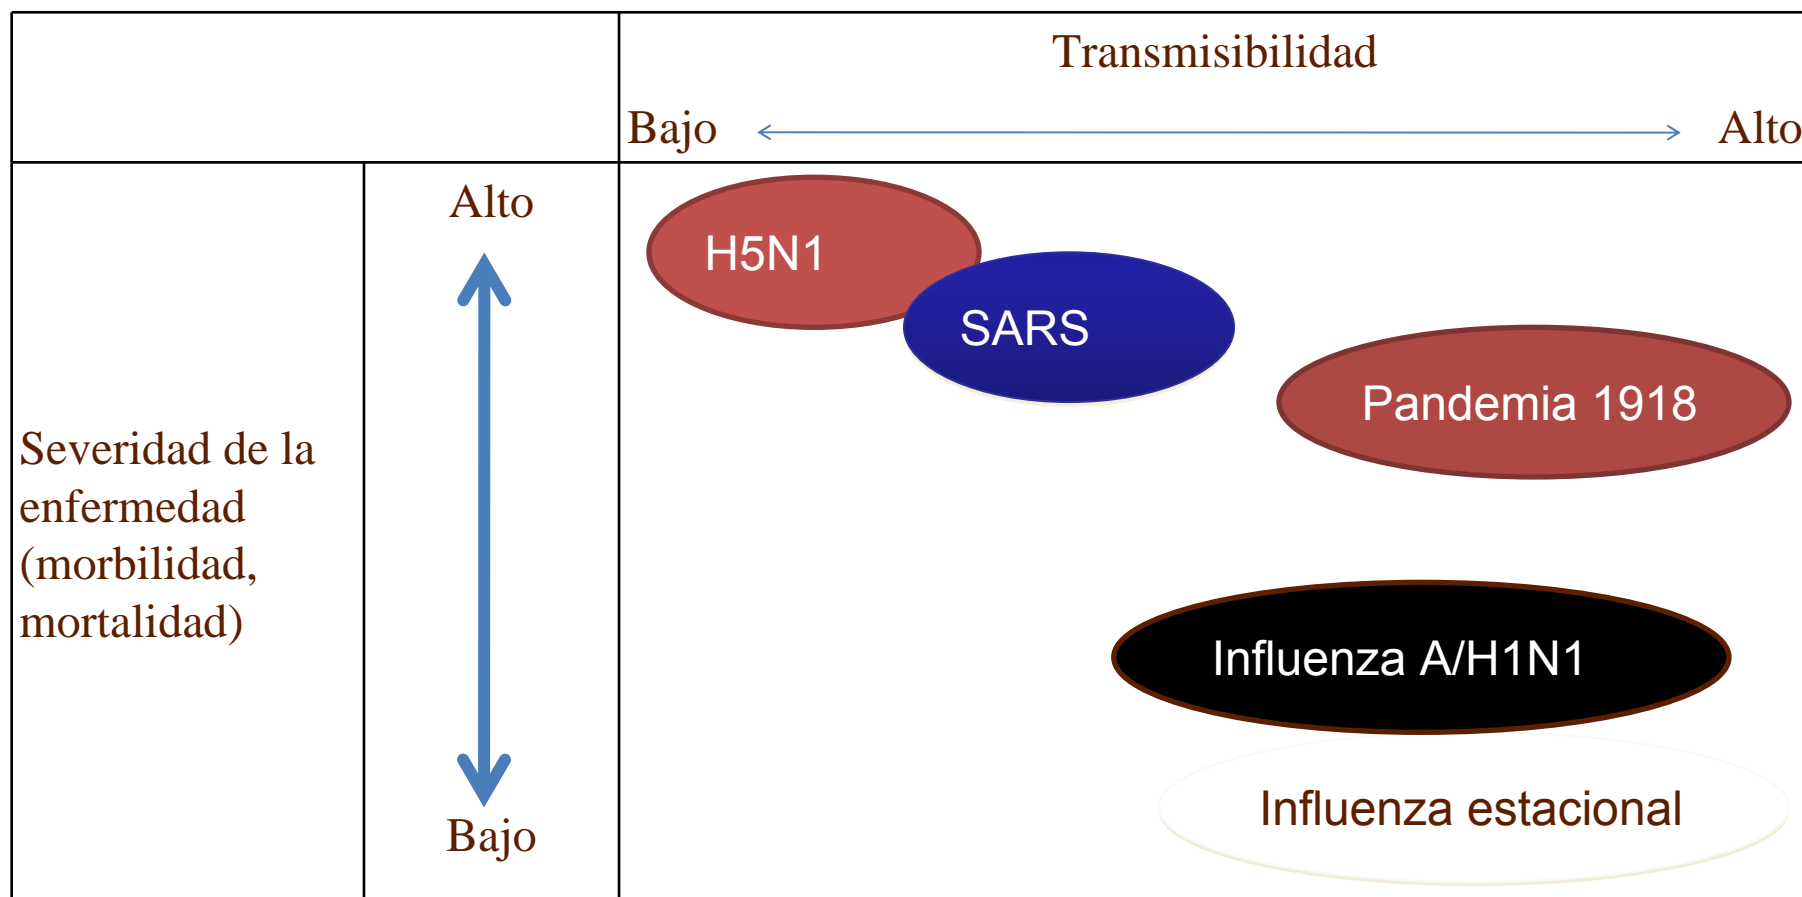 Transmisibilidad
Bajo
Alto
Alto
H5N1
SARS
Pandemia 1918
Severidad de la
enfermedad
(morbilidad,
mortalidad)
Influenza A/H1N1
Influenza estacional
Bajo